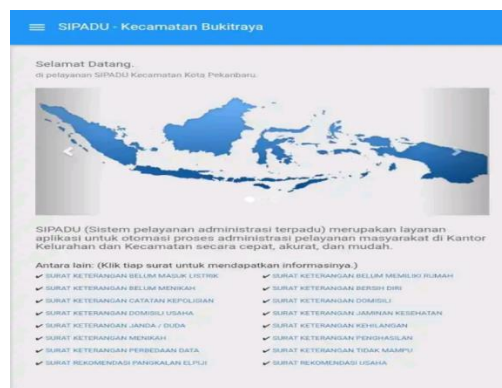 SIPADU - Kecamatan Bukitraya
Selamat Datang.
di pelayanan SIPADU Kecamatan Kota Pekanbaru.
SIPADU (Sistem pelayanan administrasi terpadu) merupakan layanan
aplikasi untuk otomasi proses administrasi pelayanan masyarakat di Kantor
Kelurahan dan Kecamatan secara cepat, akurat, dan mudah.
Antara lain: (Klik tiap surat untuk mendapatkan informasinya.)
SURAT KETERANGAN BELUM MASUK LISTRIK
SURAT KETERANGAN BELUM MENIKAH
SURAT KETERANGAN CATATAN KEPOLISIAN
SURAT KETERANGAN DOMISILI USAHA
SURAT KETERANGAN JANDA / DUDA
SURAT KETERANGAN MENIKAH
SURAT KETERANGAN PERBEDAAN DATA
SURAT REKOMENDASI PANGKALAN ELPIJI
SURAT KETERANGAN BELUM MEMILIKI RUMAH
SURAT KETERANGAN BERSIH DIRI
SURAT KETERANGAN DOMISILI
SURAT KETERANGAN JAMINAN KESEHATAN
SURAT KETERANGAN KEHILANGAN
SURAT KETERANGAN PENGHASILAN
SURAT KETERANGAN TIDAK MAMPU
SURAT REKOMENDASI USAHA